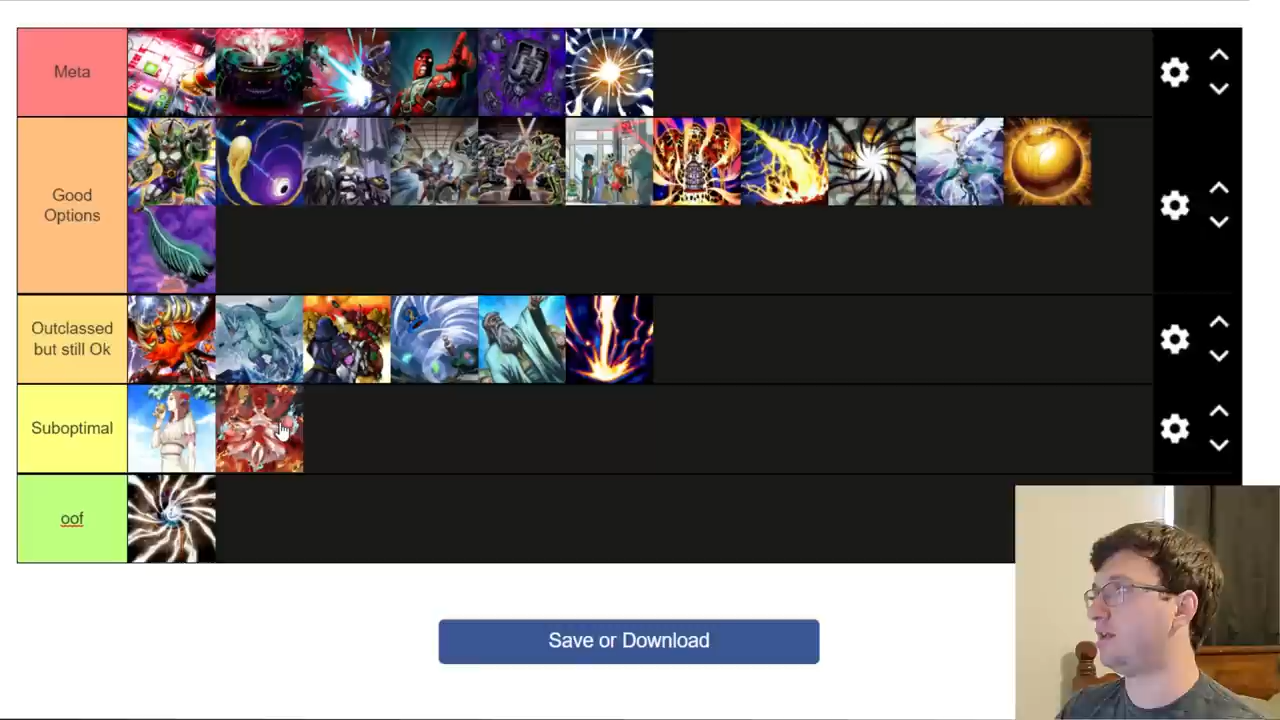 Meta
Good
Options
Outclassed
but still Ok
Suboptimal
oof
Save or Download